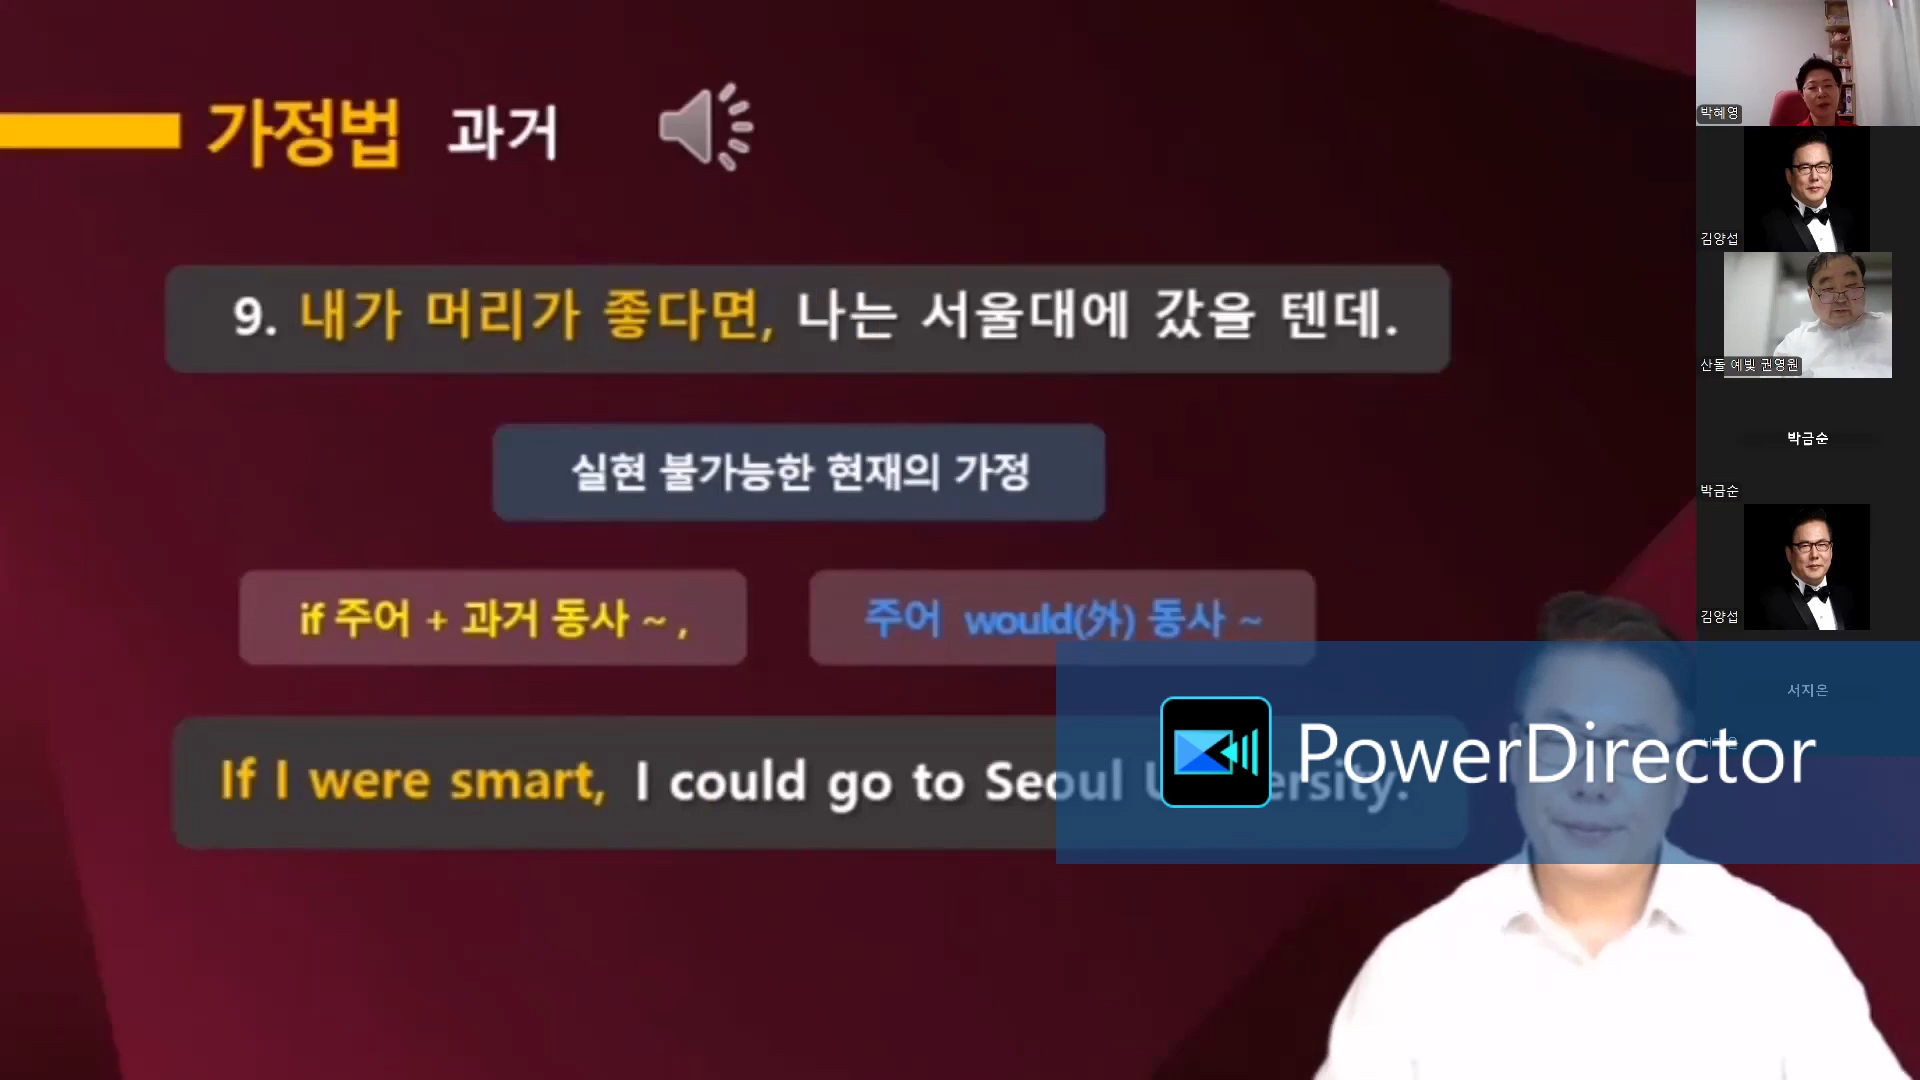 가정법 과거
9. 내가 머리가 좋다면, 나는 서울대에 갔을 텐데.
실현 불가능한 현재의 가정
if 주어 + 과거 동사 ~ ,
주어 would(外) 동사 ~
If I were smart, I could go to Seoul University.
PowerDirector
박혜영
김양섭
산돌 예빛 권영원
박금순
박금순
김양섭
서지온